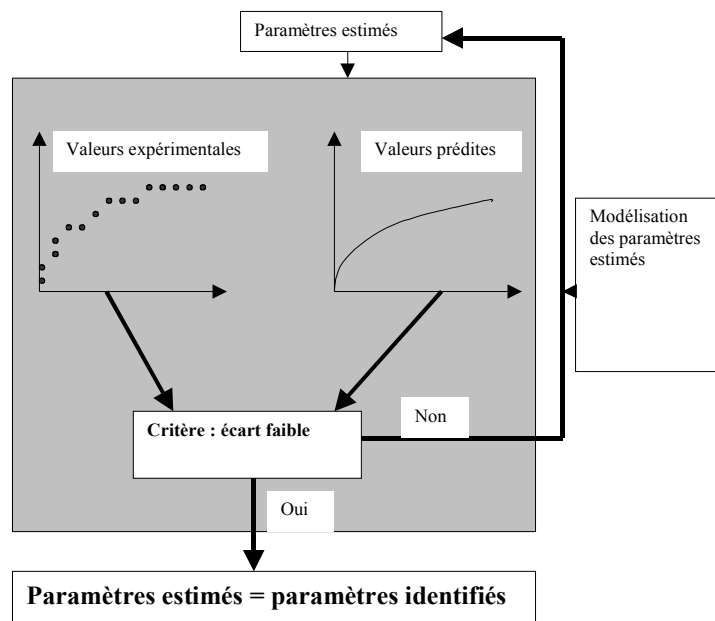 Paramètres estimés
Valeurs expérimentales
Valeurs prédites
Modélisation
des paramètres
estimés
Critère : écart faible
Non
Oui
Paramètres estimés = paramètres identifiés